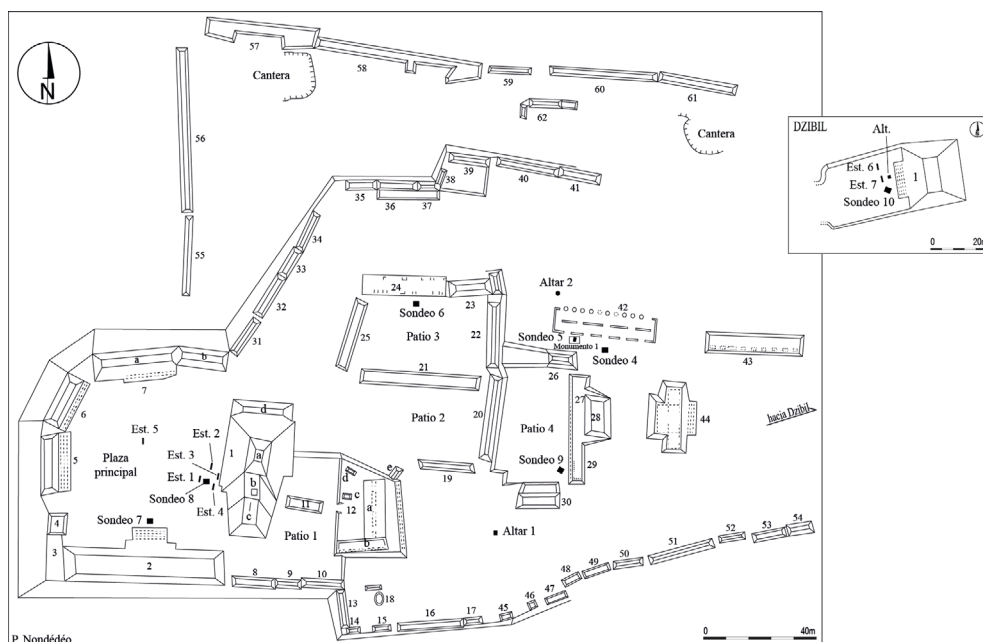 N
57
Cantera
58
59
60
61
62
Cantera
56
55
38
39
40
41
35
36
37
34
33
32
31
24
23
Sondeo 6
25
Patio 3
22
21
Altar 2
42
Sondeo 5
Monumento 1
Sondeo 4
26
43
a
b
7
6
5
d
1
Est. 5
Est. 2
Est. 3
Plaza
principal
Est. 1
Sondeo 8
Est. 4
a
b
c
Sondeo 7
4
3
2
20
Patio 2
Patio 4
27
28
29
44
hacia Dzibil
Sondeo 9
19
30
e
d
c
a
12
b
11
Patio 1
Altar 1
8
9
10
13
14
15
18
16
17
45
46
47
48
49
50
51
52
53
54
P. Nondédéo
0 40m
DZIBIL
Alt.
Est. 6
Est. 7
Sondeo 10
1
0 20m